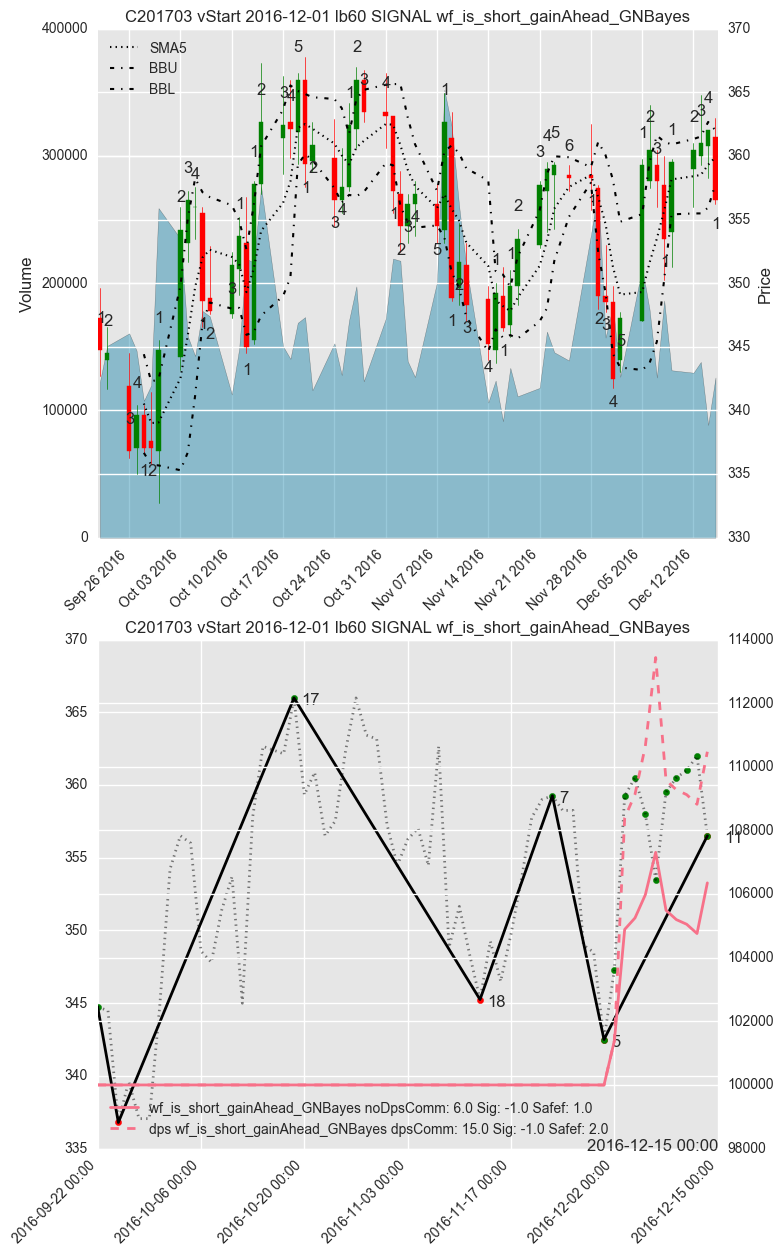 C201703 vStart 2016-12-01 lb60 SIGNAL wf_is_short_gainAhead_GNBayes
400000
300000
200000
100000
0
Volume
370
365
360
355
350
345
340
335
330
Price
SMA5
BBU
BBL
Sep 26 2016
Oct 03 2016
Oct 10 2016
Oct 17 2016
Oct 24 2016
Oct 31 2016
Nov 07 2016
Nov 14 2016
Nov 21 2016
Nov 28 2016
Dec 05 2016
Dec 12 2016
C201703 vStart 2016-12-01 lb60 SIGNAL wf_is_short_gainAhead_GNBayes
370
365
360
355
350
345
340
335
114000
112000
110000
108000
106000
104000
102000
100000
98000
17
18
7
5
11
wf_is_short_gainAhead_GNBayes noDpsComm: 6.0 Sig: -1.0 Safef: 1.0
dps wf_is_short_gainAhead_GNBayes dpsComm: 15.0 Sig: -1.0 Safef: 2.0
2016-12-15 00:00
2016-09-22 00:00
2016-10-06 00:00
2016-10-20 00:00
2016-11-03 00:00
2016-11-17 00:00
2016-12-02 00:00
2016-12-15 00:00